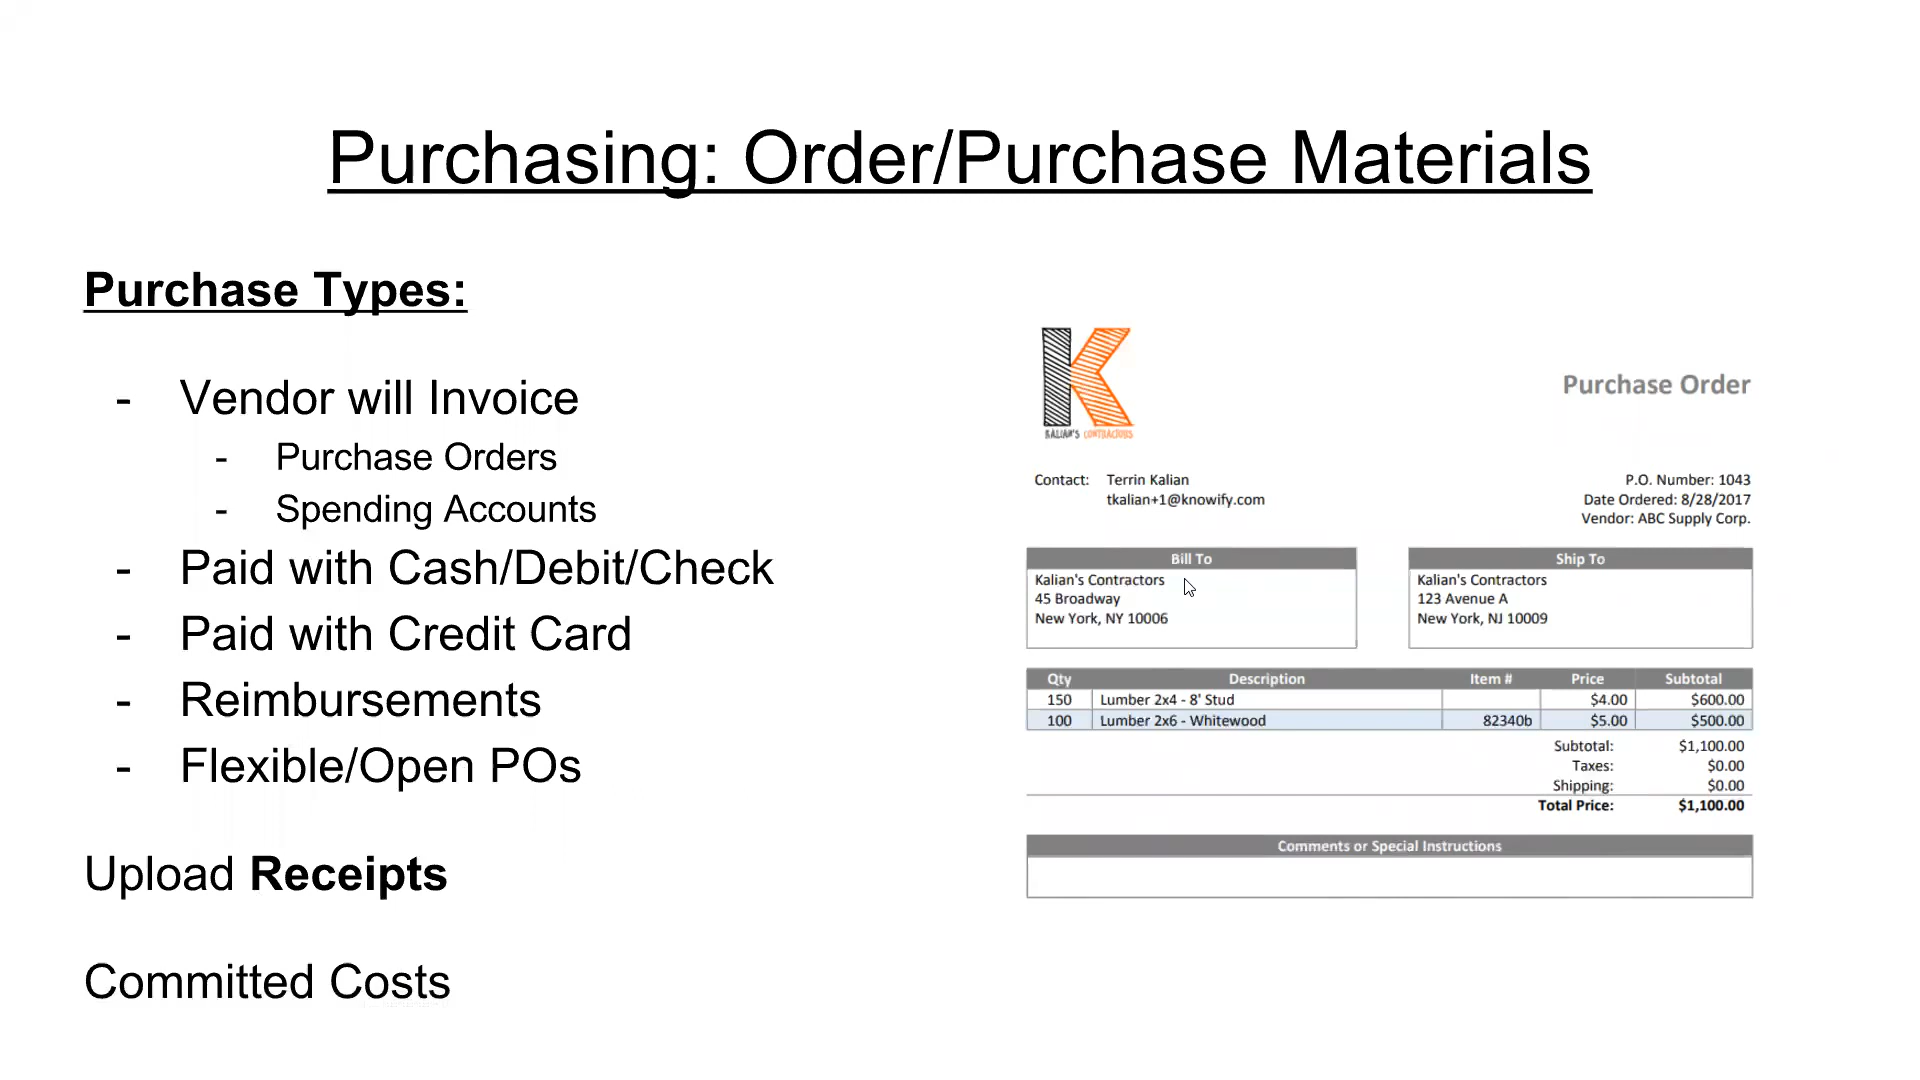 Purchasing: Order/Purchase Materials
Purchase Types:
- Vendor will Invoice
- Purchase Orders
- Spending Accounts
- Paid with Cash/Debit/Check
- Paid with Credit Card
- Reimbursements
- Flexible/Open POs
Upload Receipts
Committed Costs
KALIAN'S CONTRACTORS
Purchase Order
Contact: Terrin Kalian
tkalian+1@knowify.com
P.O. Number: 1043
Date Ordered: 8/28/2017
Vendor: ABC Supply Corp.
Bill To
Kalian's Contractors
45 Broadway
New York, NY 10006
Ship To
Kalian's Contractors
123 Avenue A
New York, NJ 10009
Qty Description Item # Price Subtotal
150 Lumber 2x4 - 8' Stud $4.00 $600.00
100 Lumber 2x6 - Whitewood 82340b $5.00 $500.00
Subtotal: $1,100.00
Taxes: $0.00
Shipping: $0.00
Total Price: $1,100.00
Comments or Special Instructions